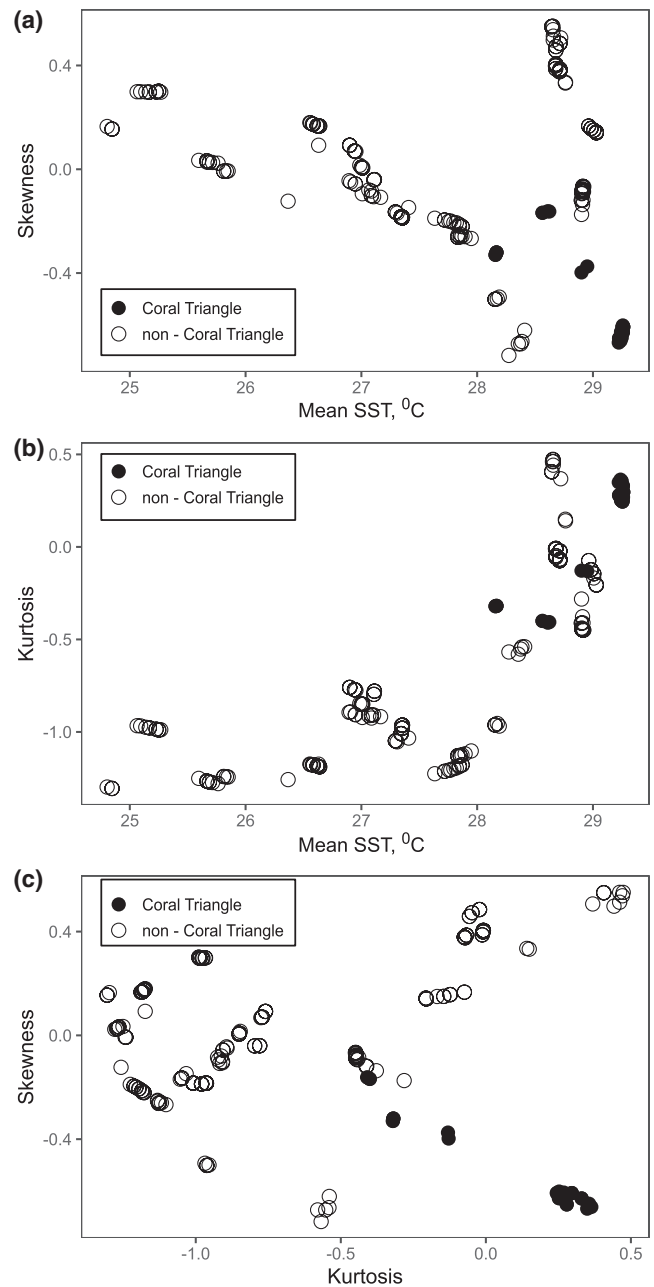 (a)
Skewness
0.4
0.0
-0.4
Coral Triangle
non - Coral Triangle
25 26 27 28 29
Mean SST, ⁰C
(b)
Kurtosis
0.5
0.0
-0.5
-1.0
Coral Triangle
non - Coral Triangle
25 26 27 28 29
Mean SST, ⁰C
(c)
Skewness
0.4
0.0
-0.4
Coral Triangle
non - Coral Triangle
-1.0 -0.5 0.0 0.5
Kurtosis